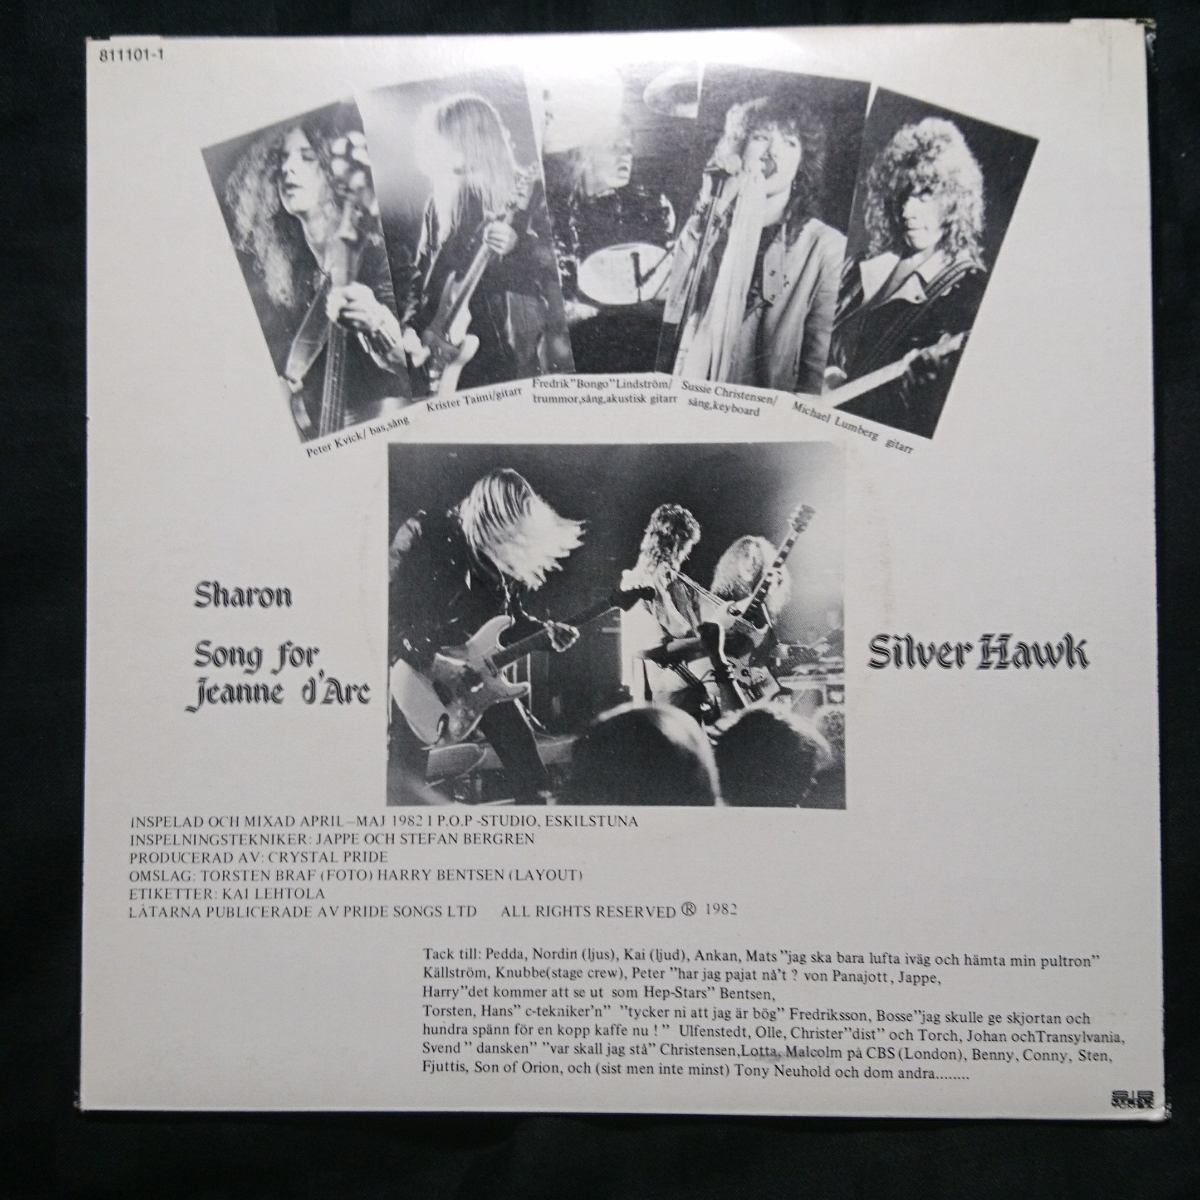 811101-1
Peter Kvick/ bas,sång
Krister Taimi/gitarr
Fredrik"Bongo"Lindström/
trummor,sång,akustisk gitarr
Sussie Christensen/
sång,keyboard
Michael Lumberg gitarr
Sharon
Song for
Jeanne d'Arc
Silver Hawk
INSPELAD OCH MIXAD APRIL-MAJ 1982 I P.O.P -STUDIO, ESKILSTUNA
INSPELNINGSTEKNIKER: JAPPE OCH STEFAN BERGREN
PRODUCERAD AV: CRYSTAL PRIDE
OMSLAG: TORSTEN BRAF (FOTO) HARRY BENTSEN (LAYOUT)
ETIKETTER: KAI LEHTOLA
LÅTARNA PUBLICERADE AV PRIDE SONGS LTD ALL RIGHTS RESERVED ® 1982
Tack till: Pedda, Nordin (ljus), Kai (ljud), Ankan, Mats "jag ska bara lufta iväg och hämta min pultron"
Källström, Knubbe(stage crew), Peter "har jag pajat nå't ? von Panajott, Jappe,
Harry"det kommer att se ut som Hep-Stars" Bentsen,
Torsten, Hans" c-tekniker'n" "tycker ni att jag är bög" Fredriksson, Bosse"jag skulle ge skjortan och
hundra spänn för en kopp kaffe nu ! " Ulfenstedt, Olle, Christer"dist" och Torch, Johan ochTransylvania,
Svend " dansken" "var skall jag stå" Christensen,Lotta, Malcolm på CBS (London), Benny, Conny, Sten,
Fjuttis, Son of Orion, och (sist men inte minst) Tony Neuhold och dom andra........